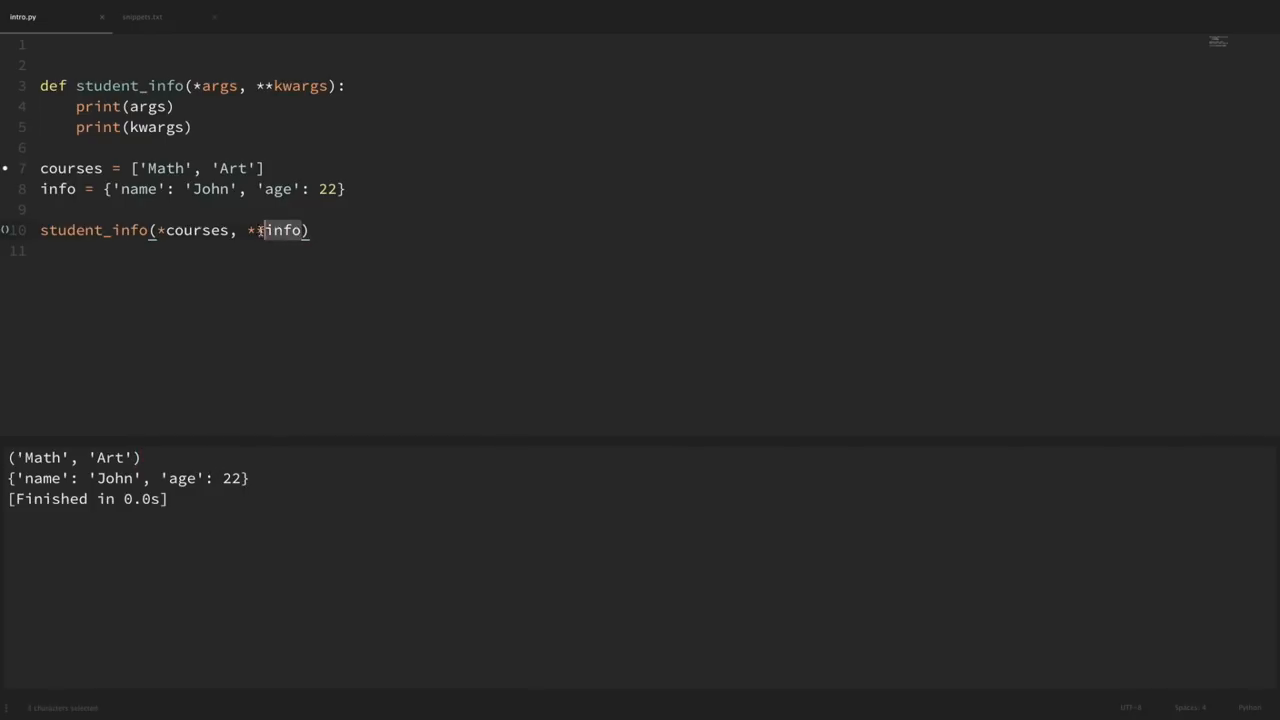 intro.py × snippets.txt ×
1
2
3 def student_info(*args, **kwargs):
4 print(args)
5 print(kwargs)
6
7 courses = ['Math', 'Art']
8 info = {'name': 'John', 'age': 22}
9
10 student_info(*courses, **info)
11
('Math', 'Art')
{'name': 'John', 'age': 22}
[Finished in 0.0s]
characters selected UTF-8 Spaces: 4 Python